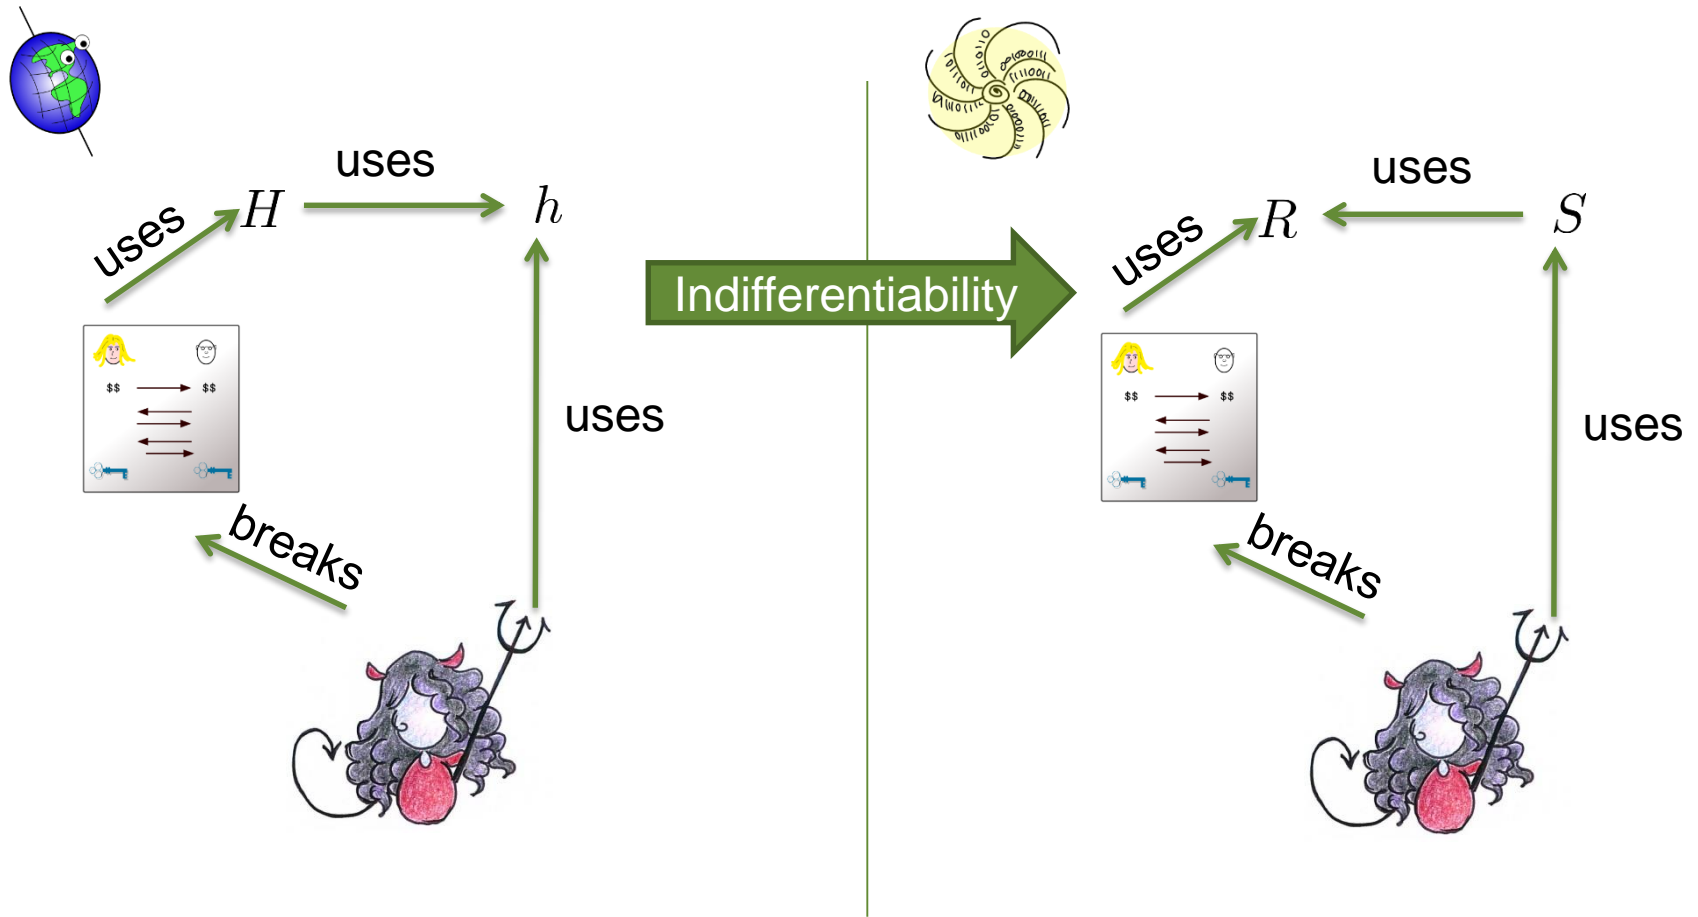 uses
uses
H
h
$$
$$
uses
breaks
Indifferentiability
uses
uses
R
S
$$
$$
uses
breaks